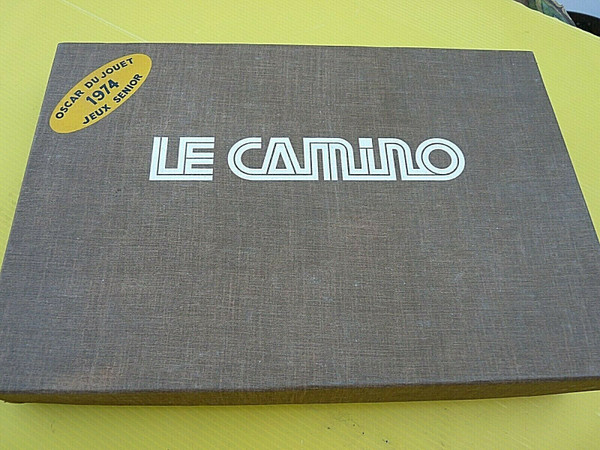 OSCAR DU JOUET
1974
JEUX SENIOR
LE CAMINO